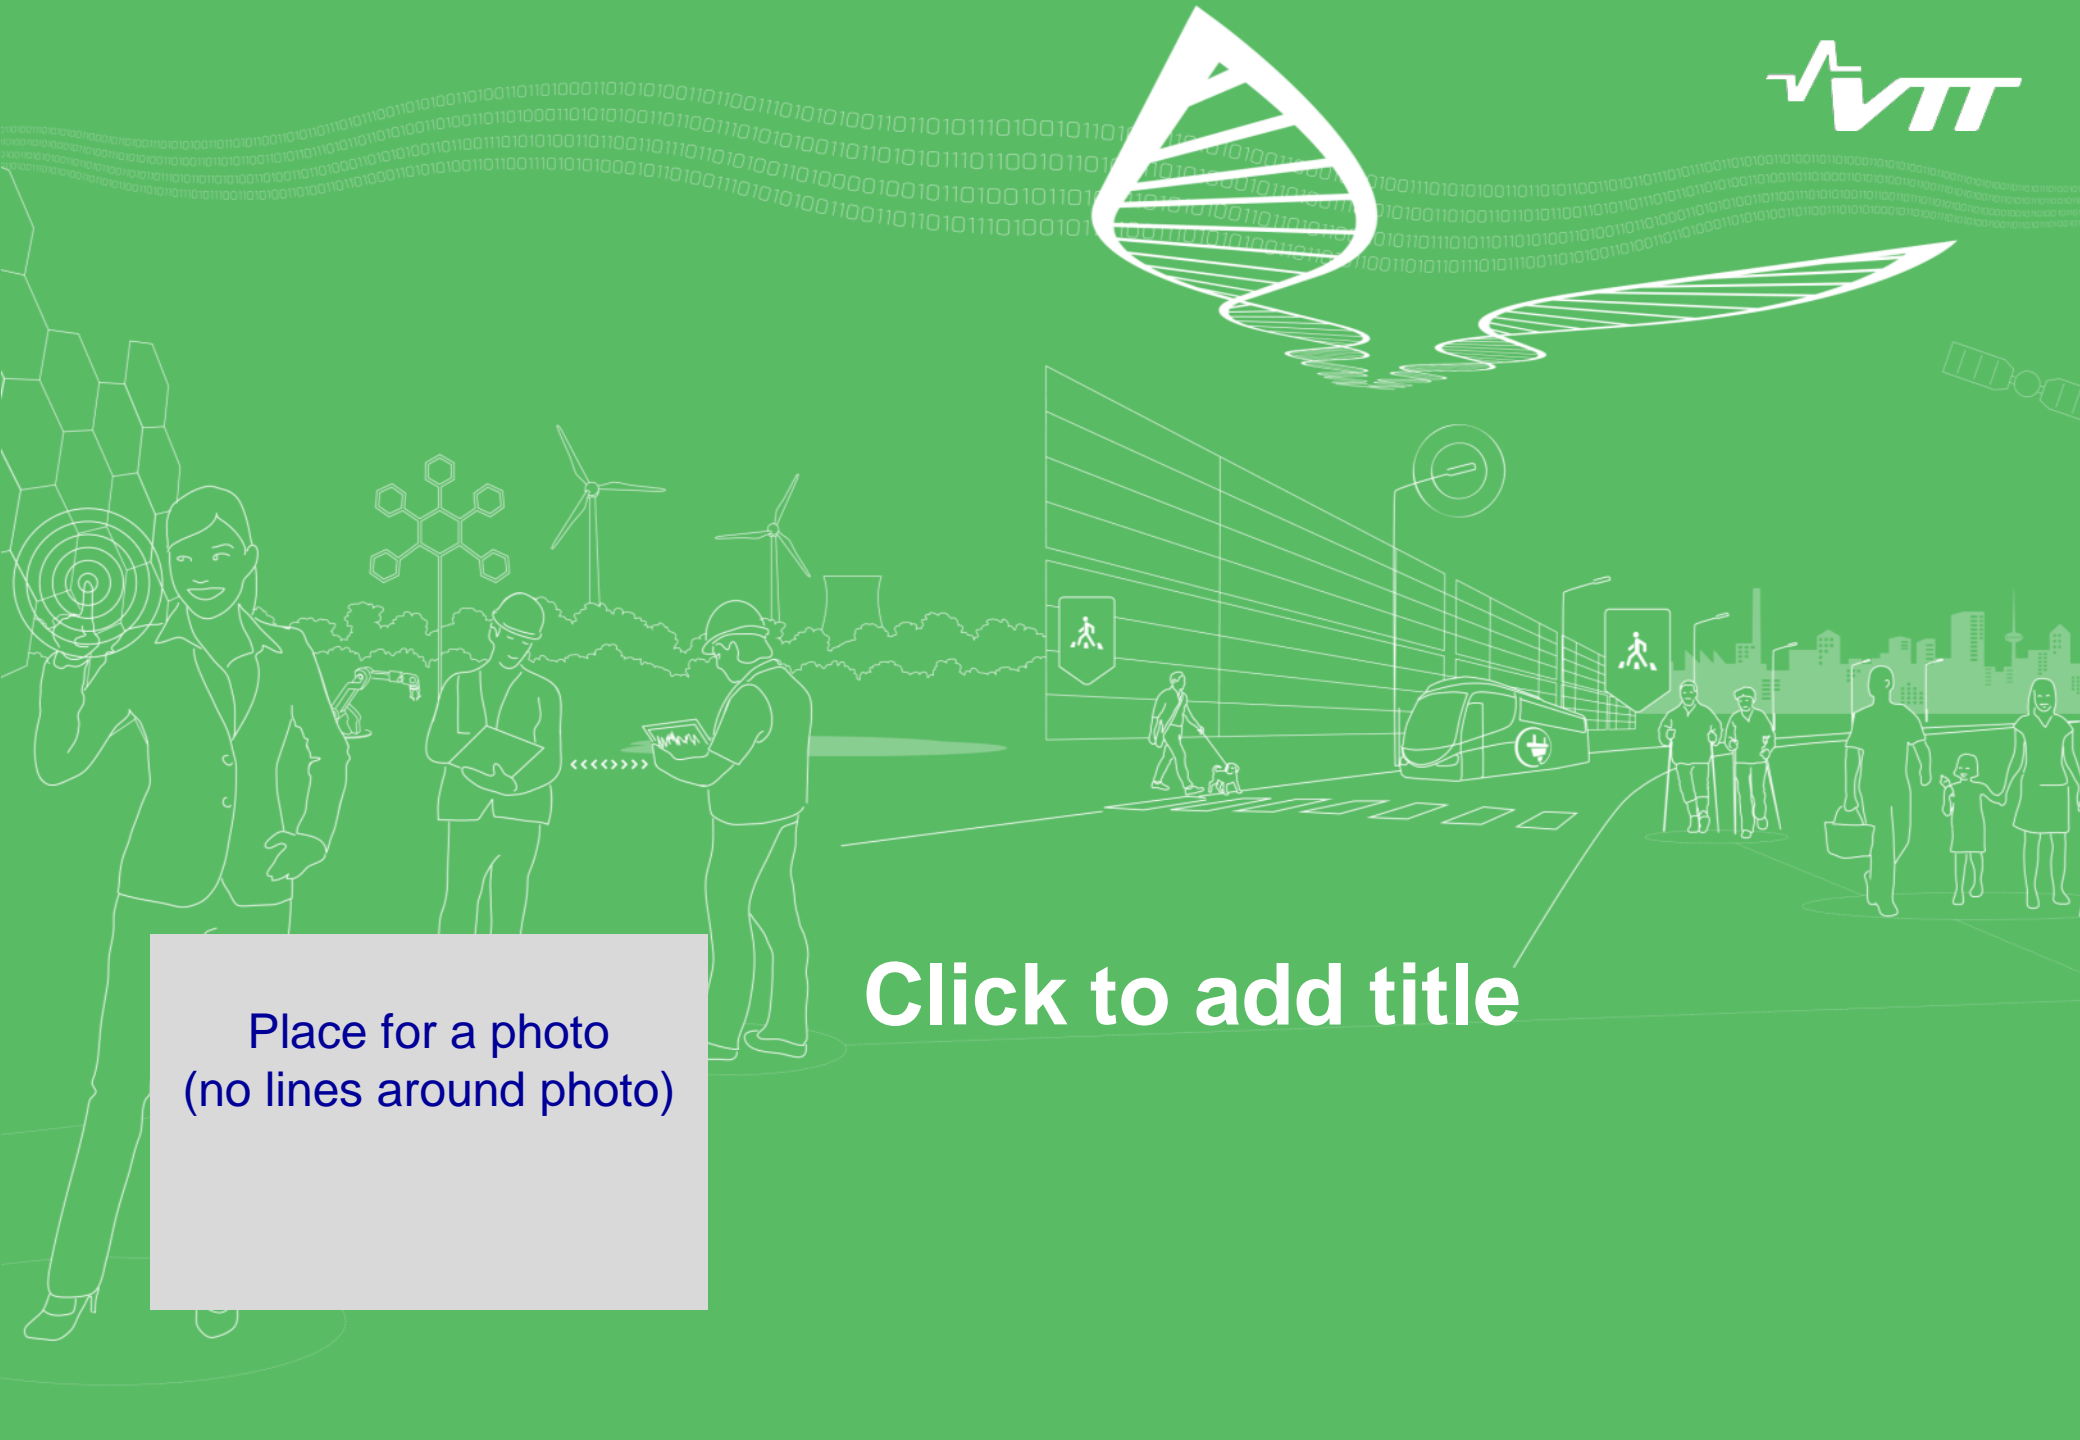 VTT
Click to add title
Place for a photo
(no lines around photo)